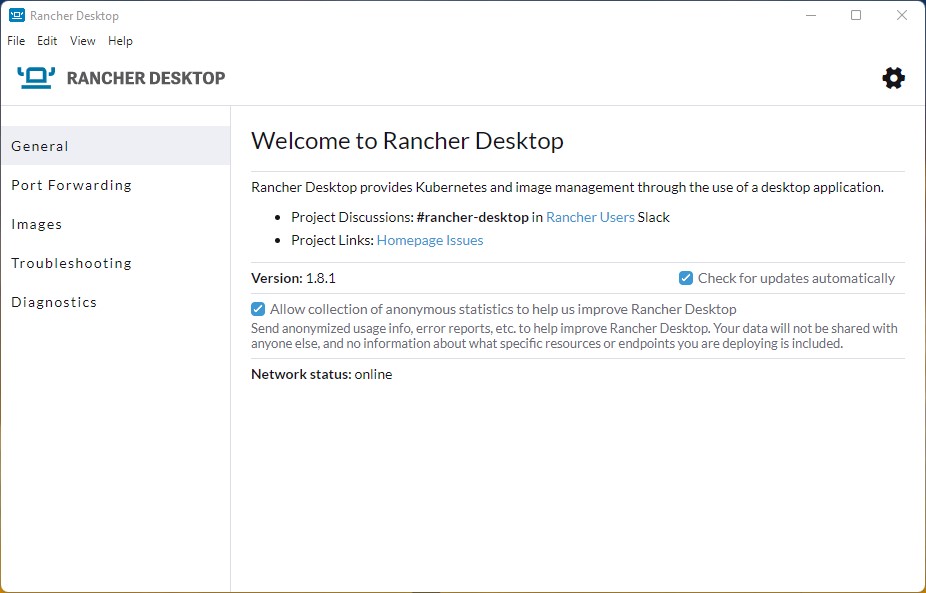 Rancher Desktop
File Edit View Help
RANCHER DESKTOP
General
Port Forwarding
Images
Troubleshooting
Diagnostics
Welcome to Rancher Desktop
Rancher Desktop provides Kubernetes and image management through the use of a desktop application.
• Project Discussions: #rancher-desktop in Rancher Users Slack
• Project Links: Homepage Issues
Version: 1.8.1
Check for updates automatically
Allow collection of anonymous statistics to help us improve Rancher Desktop
Send anonymized usage info, error reports, etc. to help improve Rancher Desktop. Your data will not be shared with
anyone else, and no information about what specific resources or endpoints you are deploying is included.
Network status: online